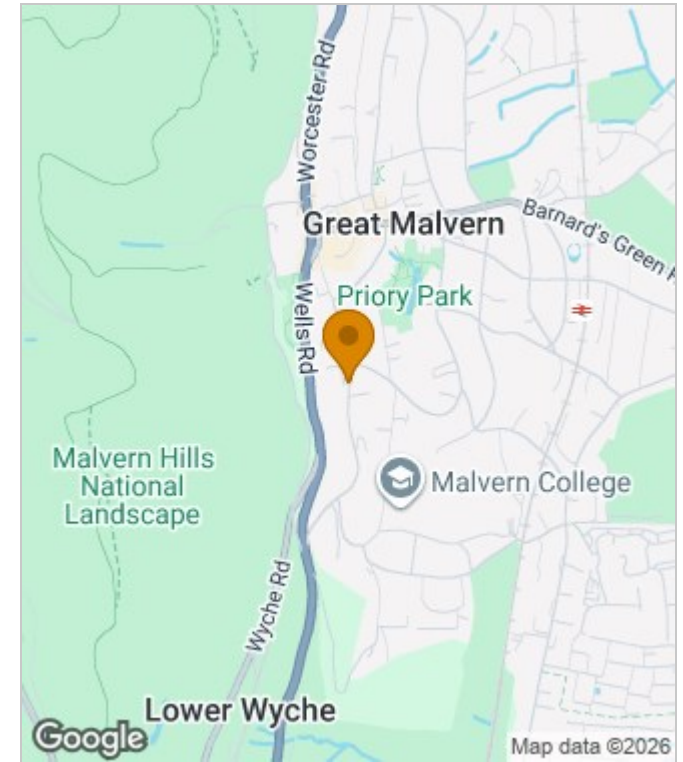 Worcester Rd
Great Malvern
Barnard's Green R
Priory Park
Wells Rd
Malvern Hills
National
Landscape
Malvern College
Wyche Rd
Lower Wyche
Google
Map data ©2026